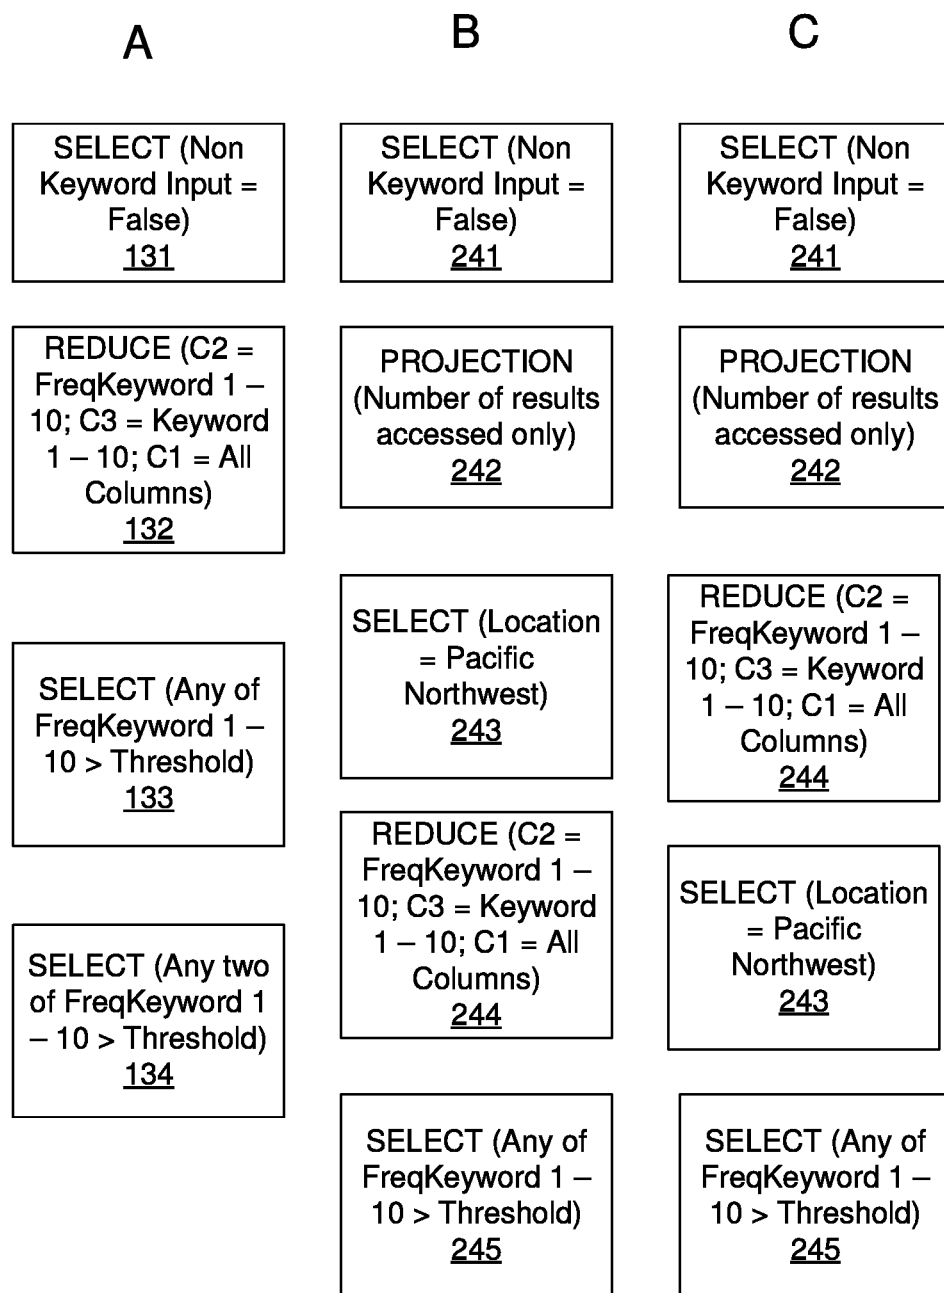 A
B
C
SELECT (Non
Keyword Input =
False)
131
REDUCE (C2 =
FreqKeyword 1 –
10; C3 = Keyword
1 – 10; C1 = All
Columns)
132
SELECT (Any of
FreqKeyword 1 –
10 > Threshold)
133
SELECT (Any two
of FreqKeyword 1
– 10 > Threshold)
134
SELECT (Non
Keyword Input =
False)
241
PROJECTION
(Number of results
accessed only)
242
SELECT (Location
= Pacific
Northwest)
243
REDUCE (C2 =
FreqKeyword 1 –
10; C3 = Keyword
1 – 10; C1 = All
Columns)
244
SELECT (Any of
FreqKeyword 1 –
10 > Threshold)
245
SELECT (Non
Keyword Input =
False)
241
PROJECTION
(Number of results
accessed only)
242
REDUCE (C2 =
FreqKeyword 1 –
10; C3 = Keyword
1 – 10; C1 = All
Columns)
244
SELECT (Location
= Pacific
Northwest)
243
SELECT (Any of
FreqKeyword 1 –
10 > Threshold)
245